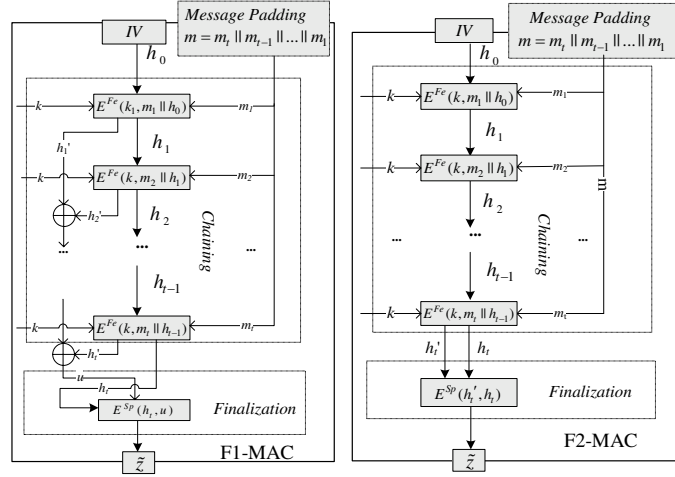 IV
Message Padding
m = m_t || m_{t-1} || ... || m_1
h_0
k
E^{Fe}(k_1, m_1 || h_0)
m_1
h_1'
h_1
k
E^{Fe}(k, m_2 || h_1)
m_2
h_2'
h_2
...
...
...
Chaining
h_{t-1}
k
E^{Fe}(k, m_t || h_{t-1})
m_t
h_t'
u
h_t
E^{Sp}(h_t, u)
Finalization
F1-MAC
z̃
IV
Message Padding
m = m_t || m_{t-1} || ... || m_1
h_0
k
E^{Fe}(k, m_1 || h_0)
m_1
h_1
k
E^{Fe}(k, m_2 || h_1)
m_2
m
h_2
...
...
...
Chaining
h_{t-1}
k
E^{Fe}(k, m_t || h_{t-1})
m_t
h_t'
h_t
E^{Sp}(h_t', h_t)
Finalization
F2-MAC
z̃